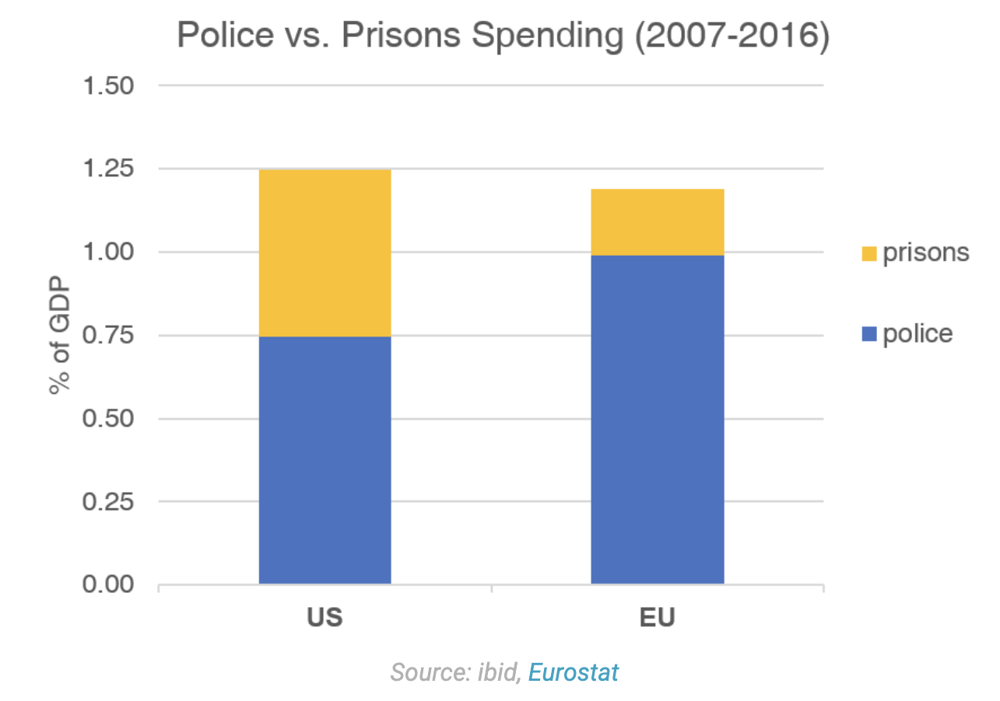 Police vs. Prisons Spending (2007-2016)
1.50
1.25
1.00
0.75
0.50
0.25
0.00
% of GDP
US
EU
prisons
police
Source: ibid, Eurostat